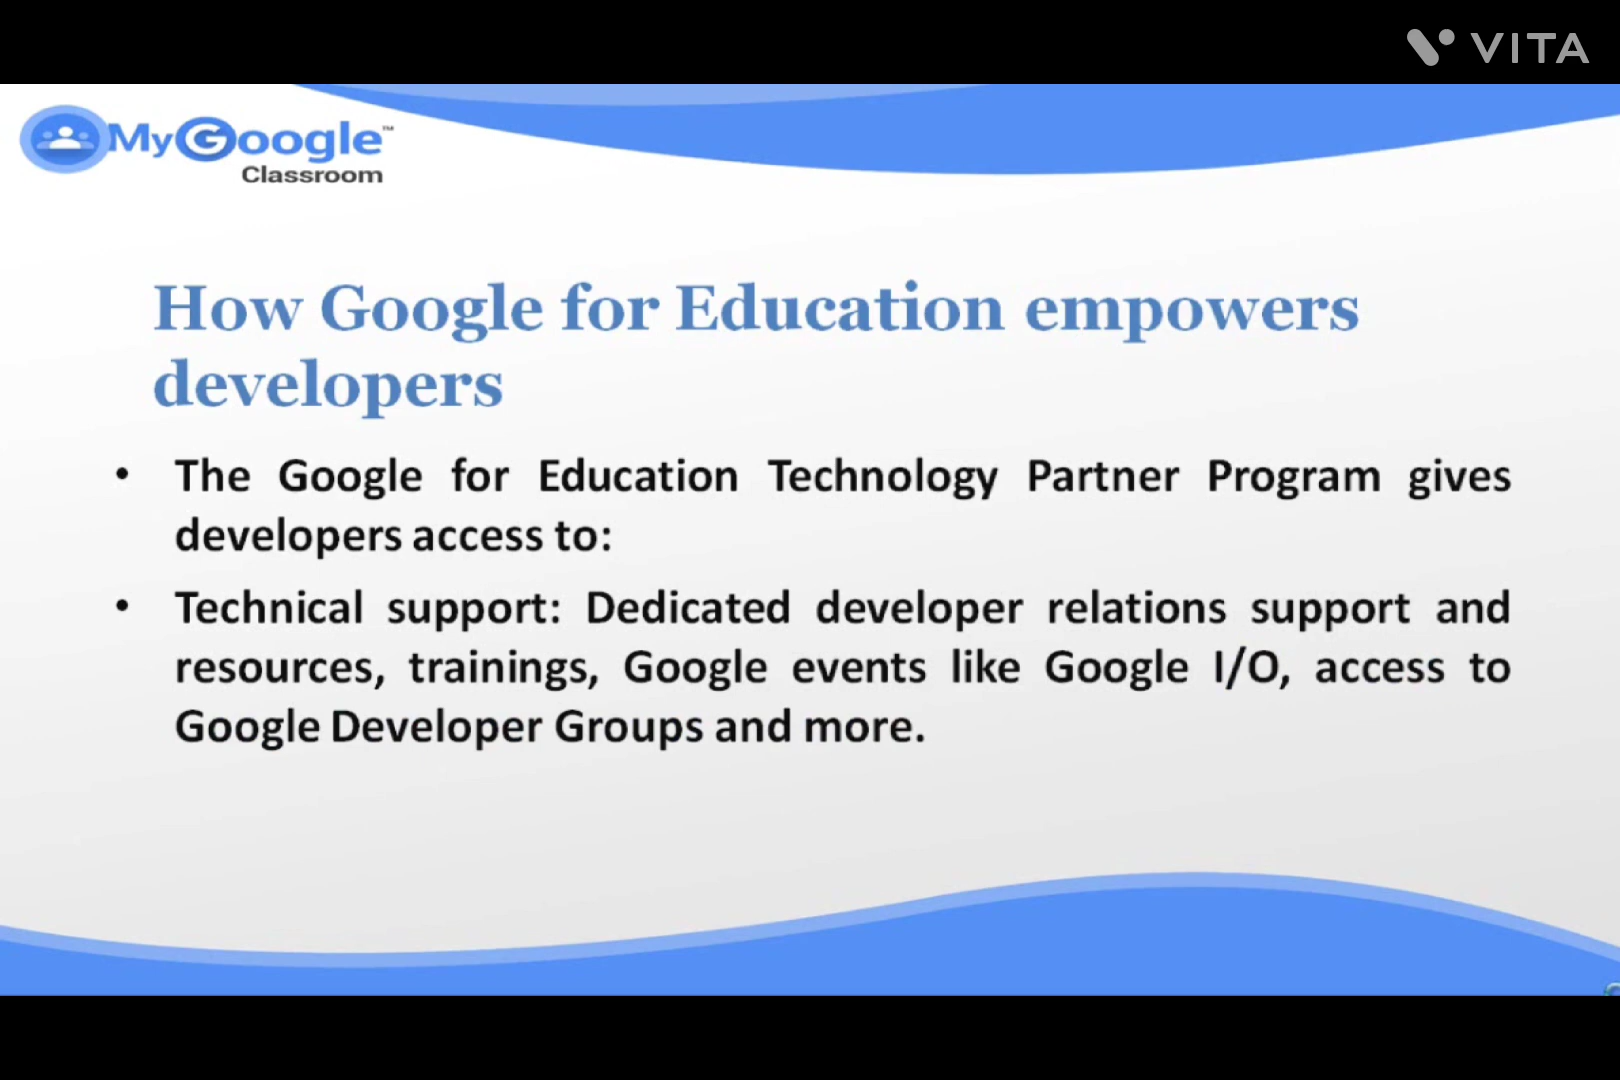 VITA
MyGoogle™
Classroom
How Google for Education empowers
developers
• The Google for Education Technology Partner Program gives
developers access to:
• Technical support: Dedicated developer relations support and
resources, trainings, Google events like Google I/O, access to
Google Developer Groups and more.